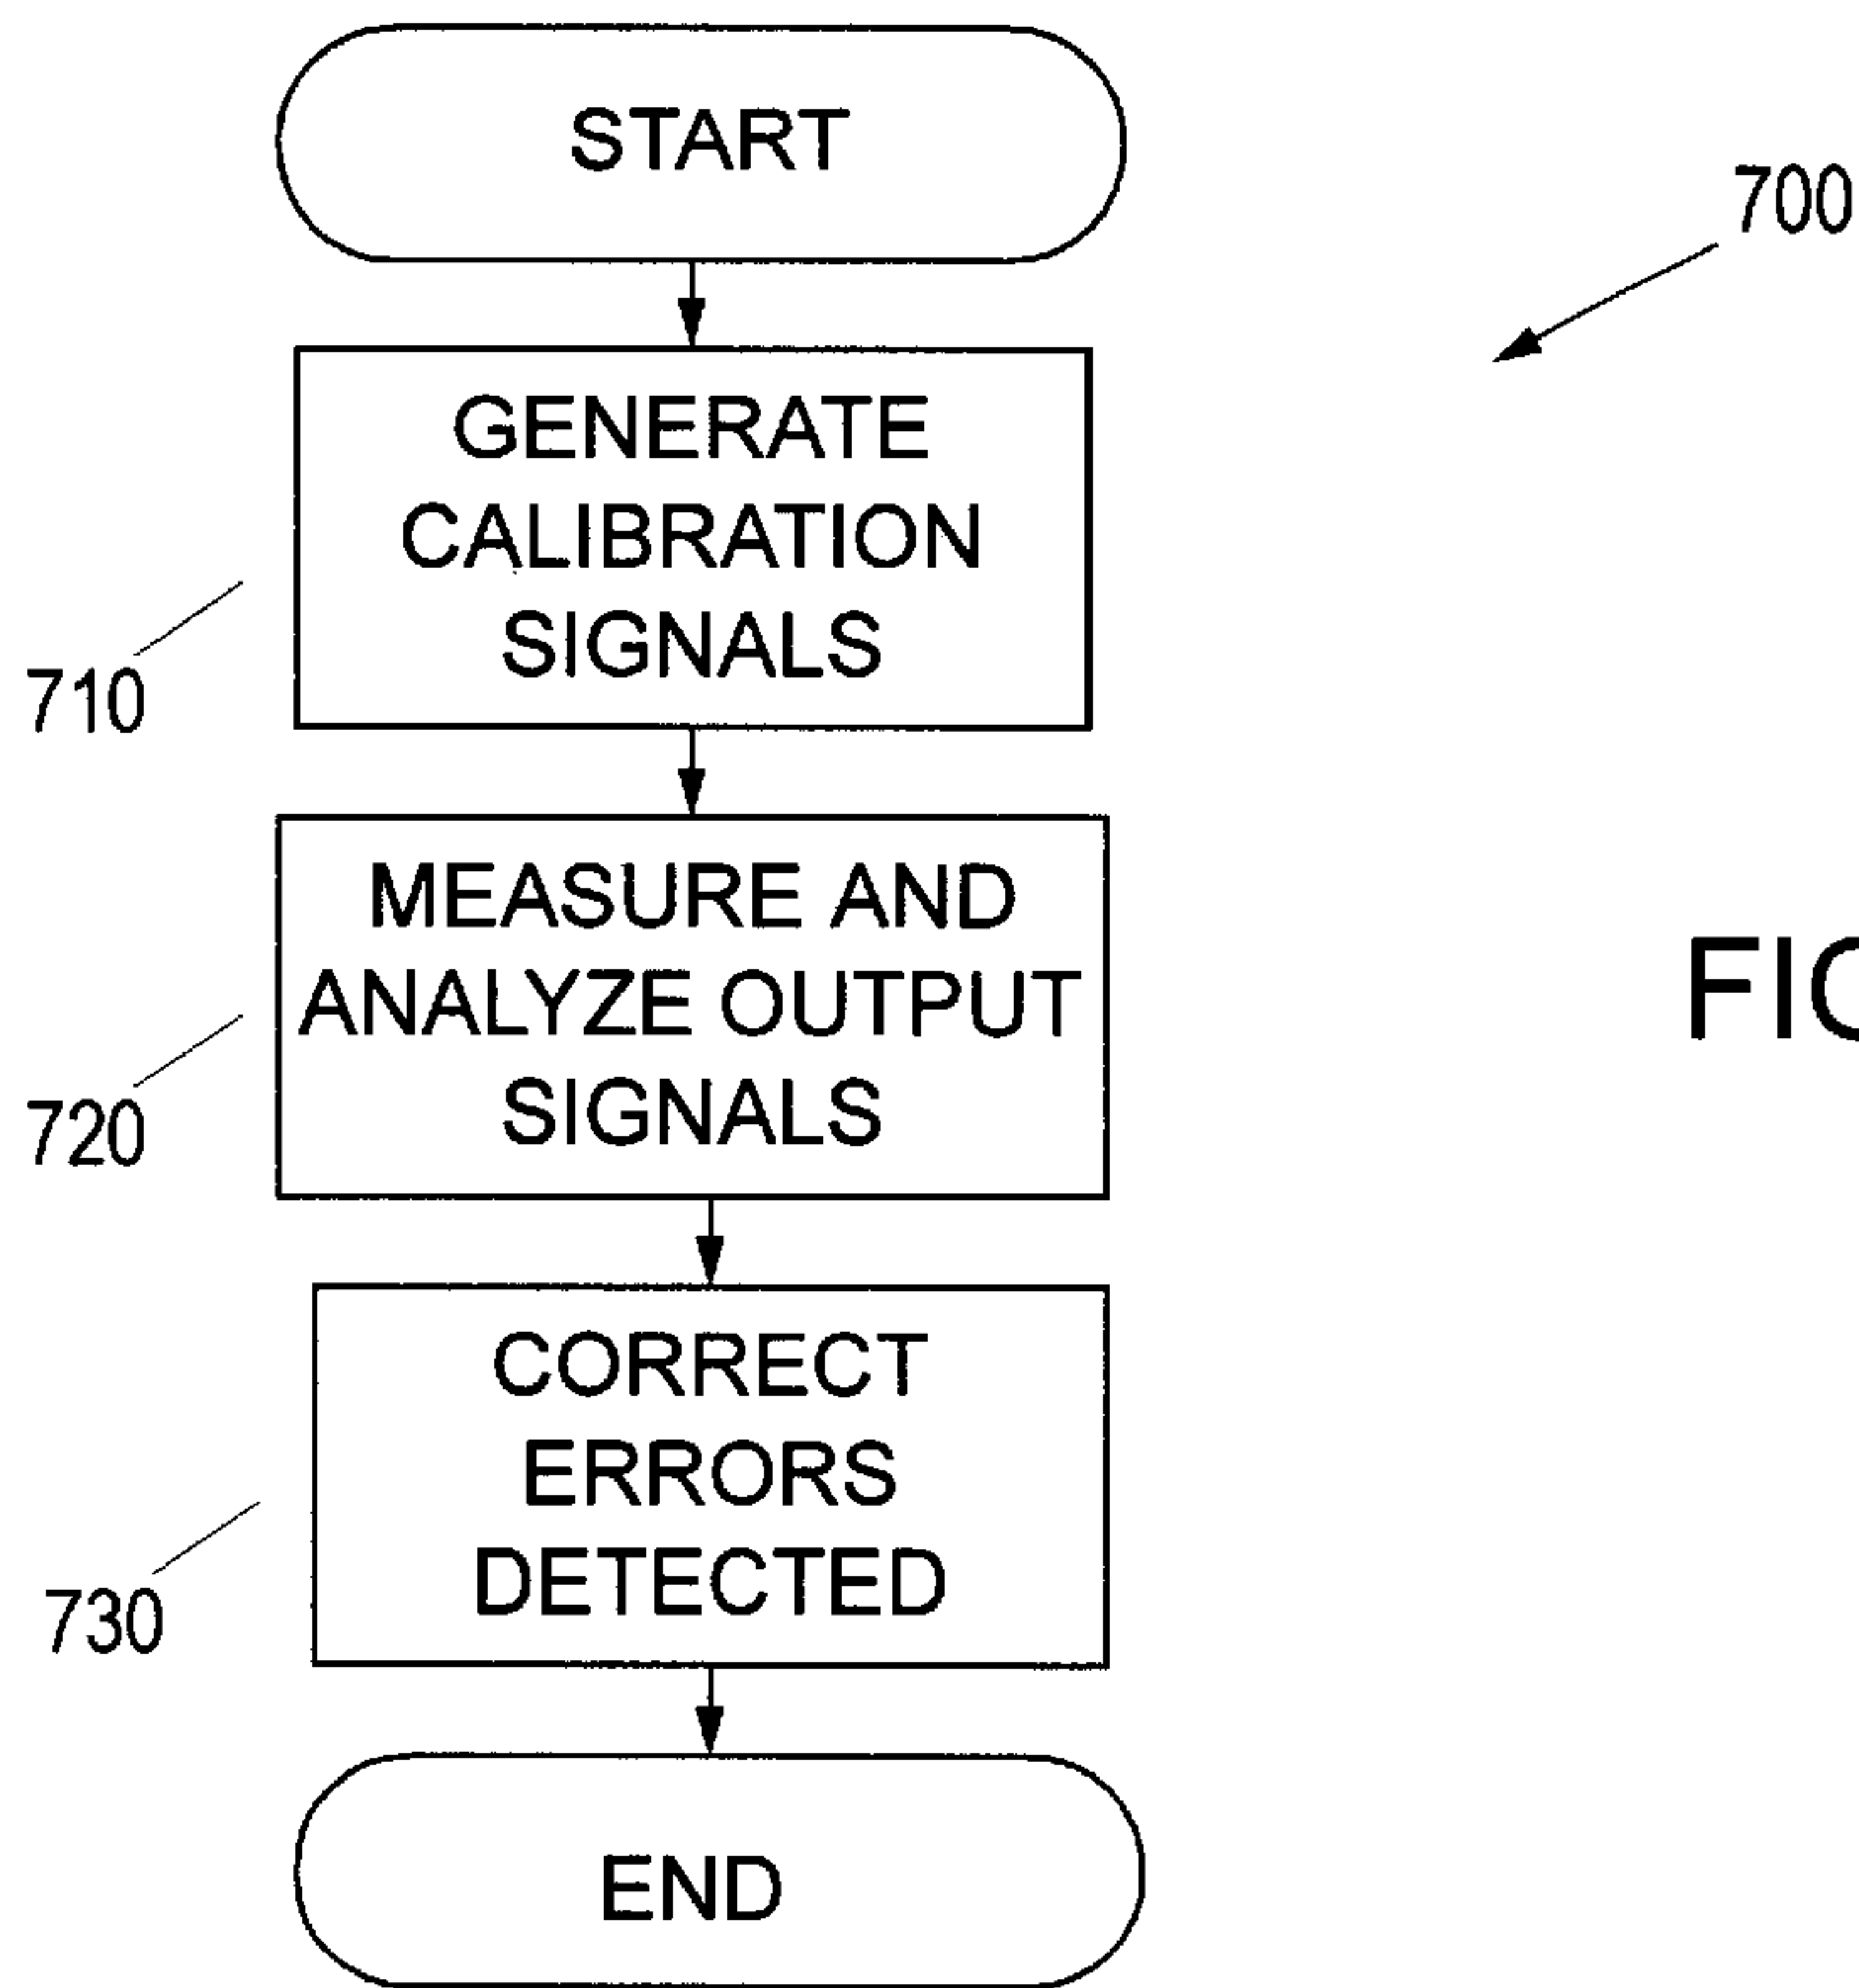 START
700
GENERATE
CALIBRATION
SIGNALS
710
MEASURE AND
ANALYZE OUTPUT
SIGNALS
720
CORRECT
ERRORS
DETECTED
730
END